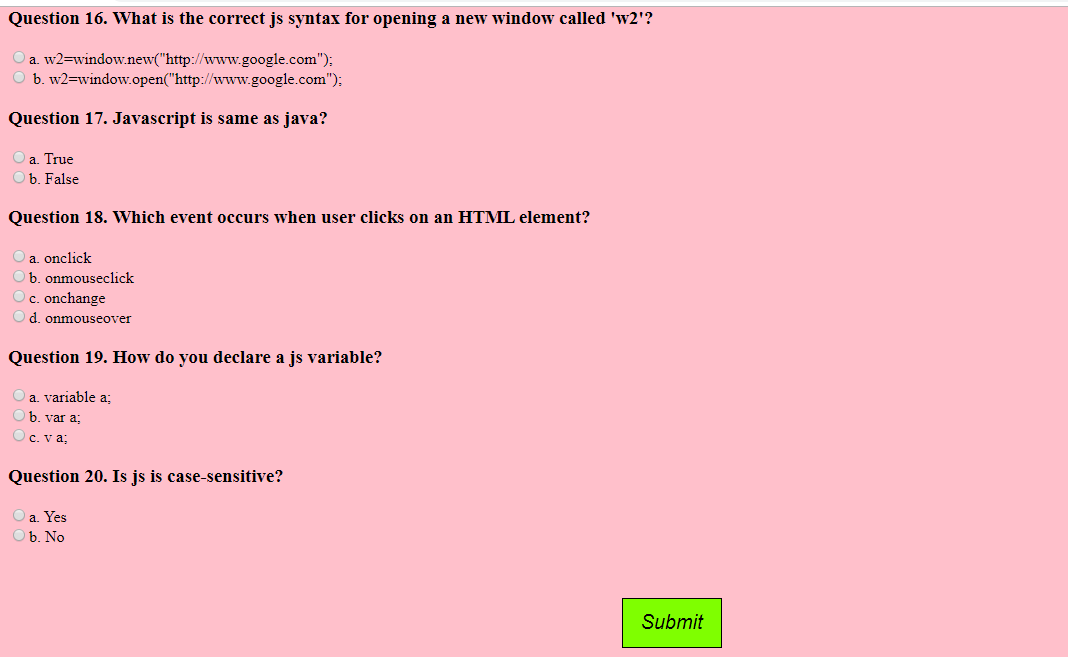 Question 16. What is the correct js syntax for opening a new window called 'w2'?
a. w2=window.new("http://www.google.com");
b. w2=window.open("http://www.google.com");
Question 17. Javascript is same as java?
a. True
b. False
Question 18. Which event occurs when user clicks on an HTML element?
a. onclick
b. onmouseclick
c. onchange
d. onmouseover
Question 19. How do you declare a js variable?
a. variable a;
b. var a;
c. v a;
Question 20. Is js is case-sensitive?
a. Yes
b. No
Submit